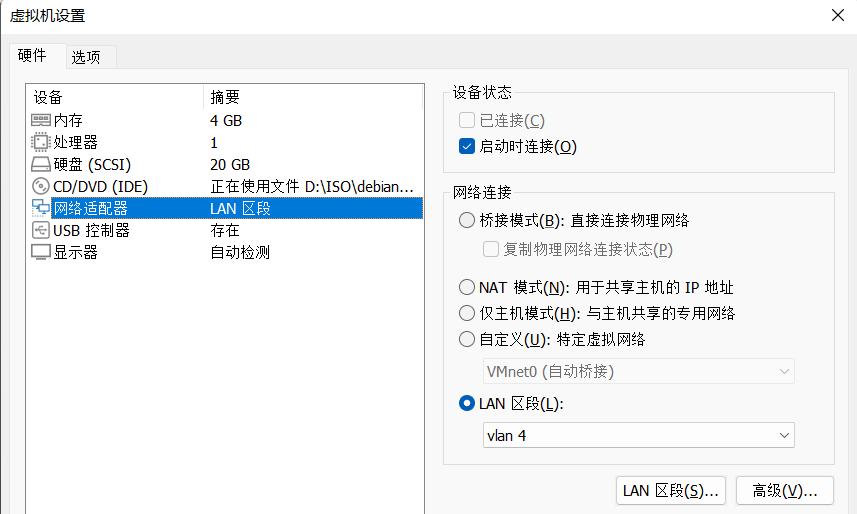 虚拟机设置
硬件 选项
设备 摘要
内存 4 GB
处理器 1
硬盘 (SCSI) 20 GB
CD/DVD (IDE) 正在使用文件 D:\ISO\debian...
网络适配器 LAN 区段
USB 控制器 存在
显示器 自动检测
设备状态
已连接(C)
启动时连接(O)
网络连接
桥接模式(B): 直接连接物理网络
复制物理网络连接状态(P)
NAT 模式(N): 用于共享主机的 IP 地址
仅主机模式(H): 与主机共享的专用网络
自定义(U): 特定虚拟网络
VMnet0 (自动桥接)
LAN 区段(L):
vlan 4
LAN 区段(S)... 高级(V)...